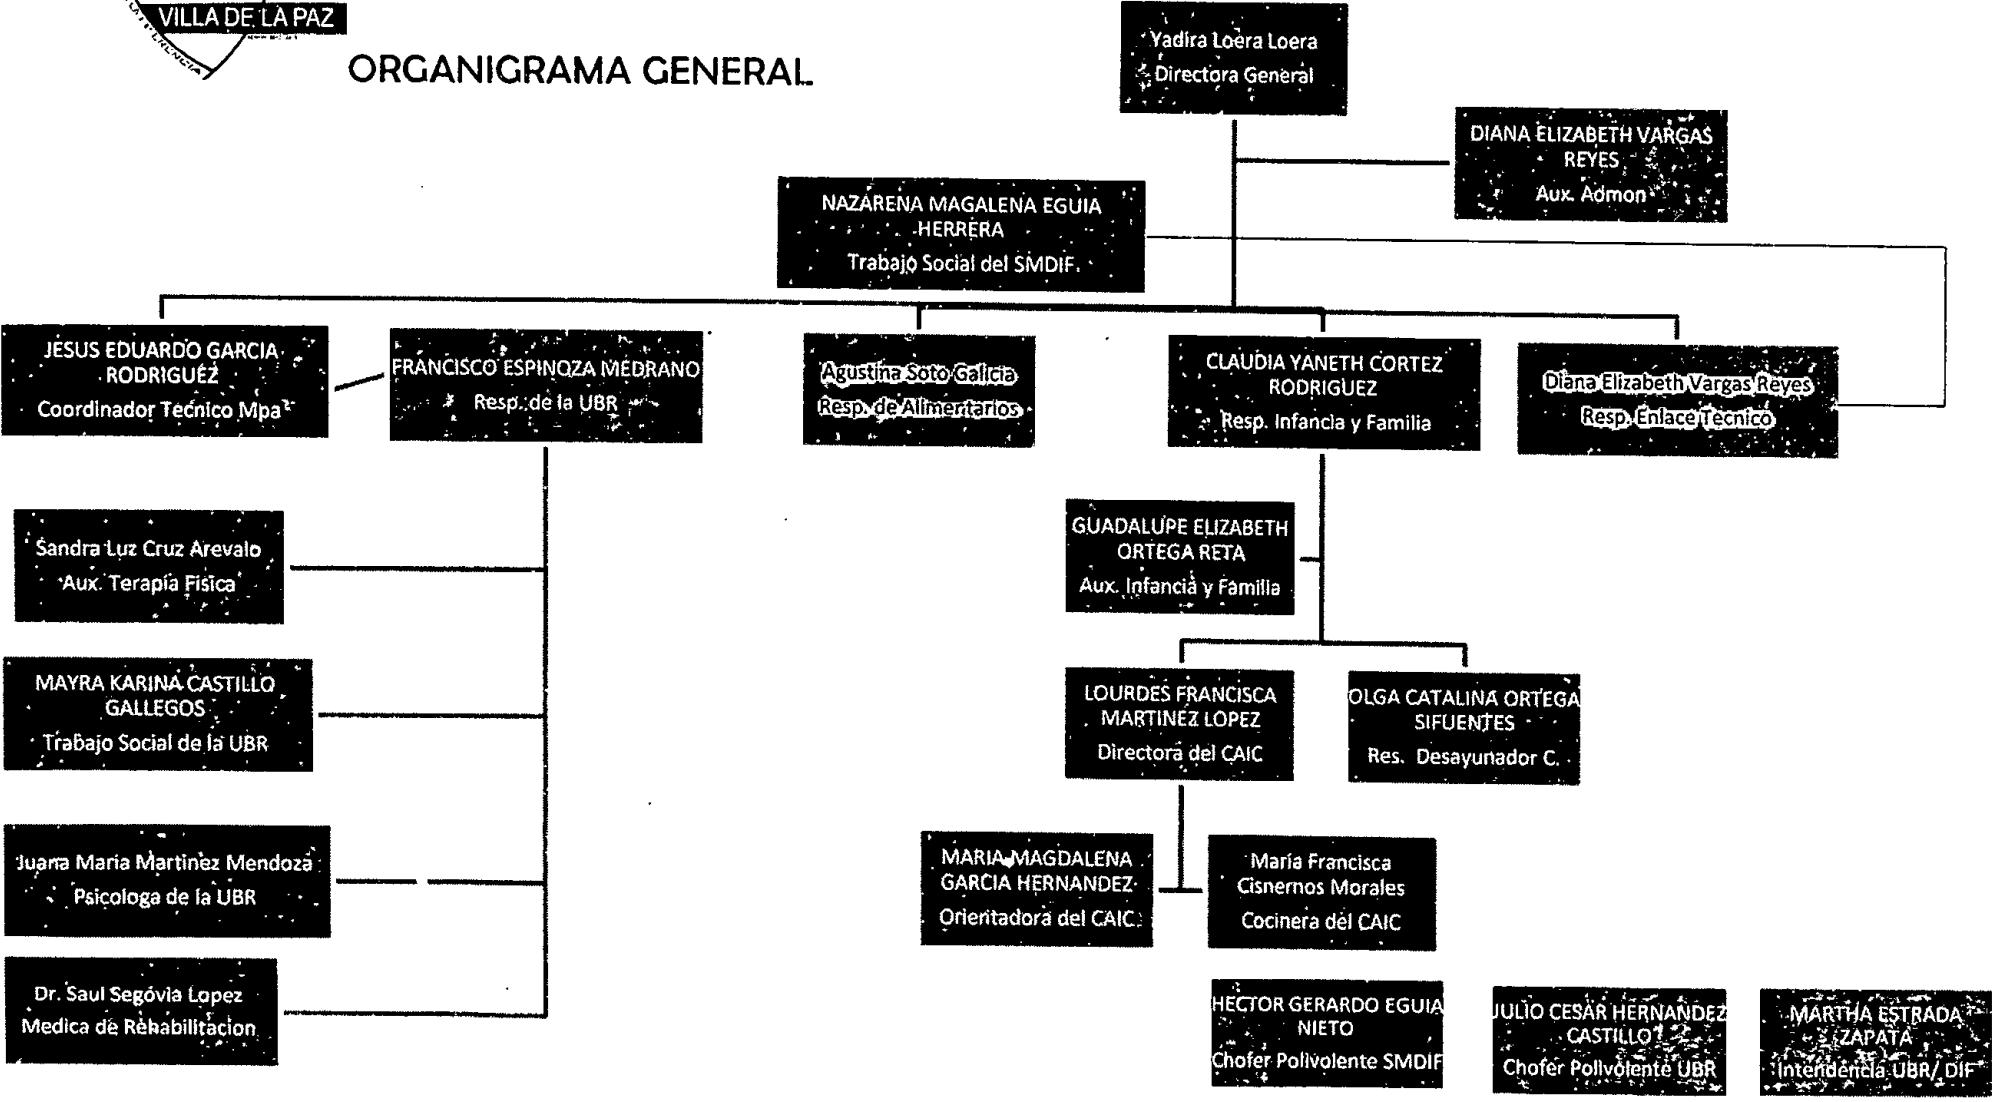 VILLA DE LA PAZ
ORGANIGRAMA GENERAL
Yadira Loera Loera
Directora General
DIANA ELIZABETH VARGAS
REYES
Aux. Admon
NAZARENA MAGALENA EGUIA
HERRERA
Trabajo Social del SMDIF.
JESUS EDUARDO GARCIA
RODRIGUEZ
Coordinador Tecnico Mpal
FRANCISCO ESPINOZA MEDRANO
Resp. de la UBR
Agustina Soto Galicia
Resp. de Alimentarios
CLAUDIA YANETH CORTEZ
RODRIGUEZ
Resp. Infancia y Familia
Diana Elizabeth Vargas Reyes
Resp. Enlace Tecnico
Sandra Luz Cruz Arevalo
Aux. Terapia Fisica
GUADALUPE ELIZABETH
ORTEGA RETA
Aux. Infancia y Familia
MAYRA KARINA CASTILLO
GALLEGOS
Trabajo Social de la UBR
LOURDES FRANCISCA
MARTINEZ LOPEZ
Directora del CAIC
OLGA CATALINA ORTEGA
SIFUENTES
Res. Desayunador C.
Juana Maria Martinez Mendoza
Psicologa de la UBR
MARIA MAGDALENA
GARCIA HERNANDEZ
Orientadora del CAIC
María Francisca
Cisnernos Morales
Cocinera del CAIC
Dr. Saul Segovia Lopez
Medica de Rehabilitacion
HECTOR GERARDO EGUIA
NIETO
Chofer Polivolente SMDIF
JULIO CESAR HERNANDEZ
CASTILLO
Chofer Polivolente UBR
MARTHA ESTRADA
ZAPATA
Intendencia UBR/ DIF